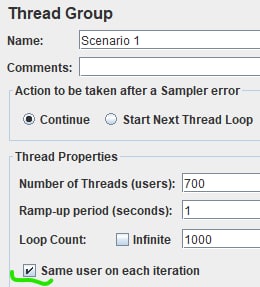 Thread Group
Name: Scenario 1
Comments:
Action to be taken after a Sampler error
Continue Start Next Thread Loop
Thread Properties
Number of Threads (users): 700
Ramp-up period (seconds): 1
Loop Count: Infinite 1000
Same user on each iteration